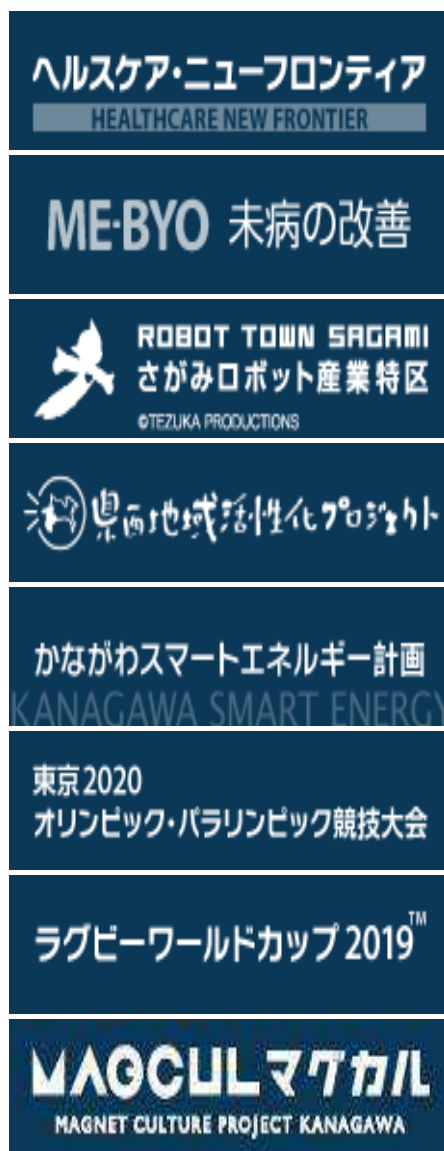 ヘルスケア・ニューフロンティア
HEALTHCARE NEW FRONTIER
ME-BYO 未病の改善
ROBOT TOWN SAGAMI
さがみロボット産業特区
©TEZUKA PRODUCTIONS
県西地域活性化プロジェクト
かながわスマートエネルギー計画
KANAGAWA SMART ENERGY
東京2020
オリンピック・パラリンピック競技大会
ラグビーワールドカップ2019™
MAGCULマグカル
MAGNET CULTURE PROJECT KANAGAWA